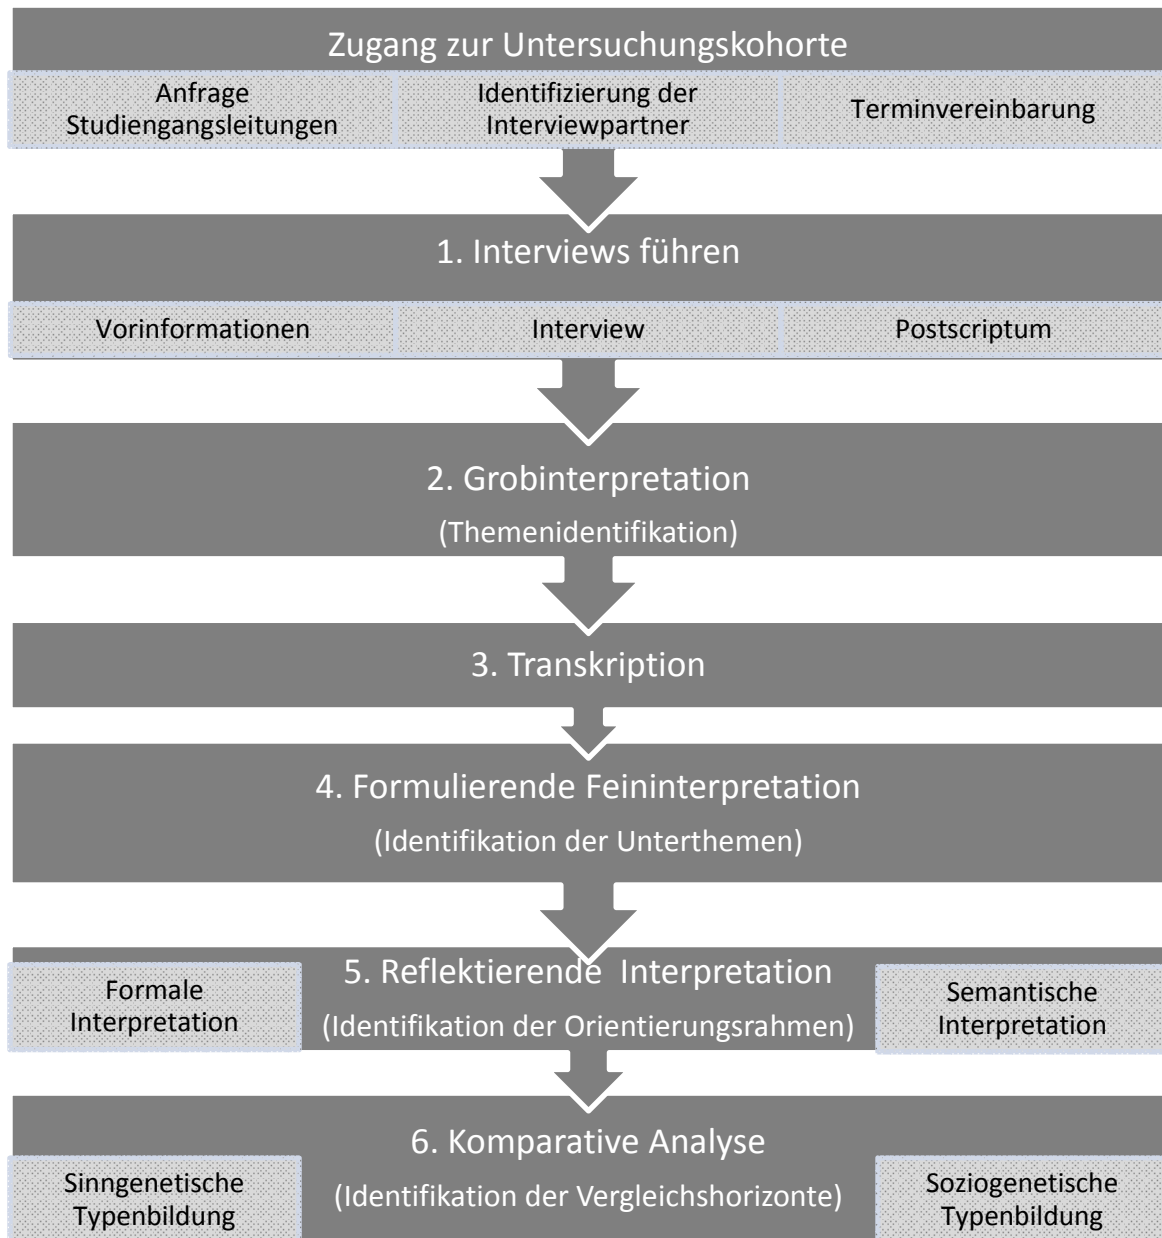 Zugang zur Untersuchungskohorte
Anfrage
Studiengangsleitungen
Identifizierung der
Interviewpartner
Terminvereinbarung
1. Interviews führen
Vorinformationen
Interview
Postscriptum
2. Grobinterpretation
(Themenidentifikation)
3. Transkription
4. Formulierende Feininterpretation
(Identifikation der Unterthemen)
5. Reflektierende Interpretation
(Identifikation der Orientierungsrahmen)
Formale
Interpretation
Semantische
Interpretation
6. Komparative Analyse
(Identifikation der Vergleichshorizonte)
Sinngenetische
Typenbildung
Soziogenetische
Typenbildung